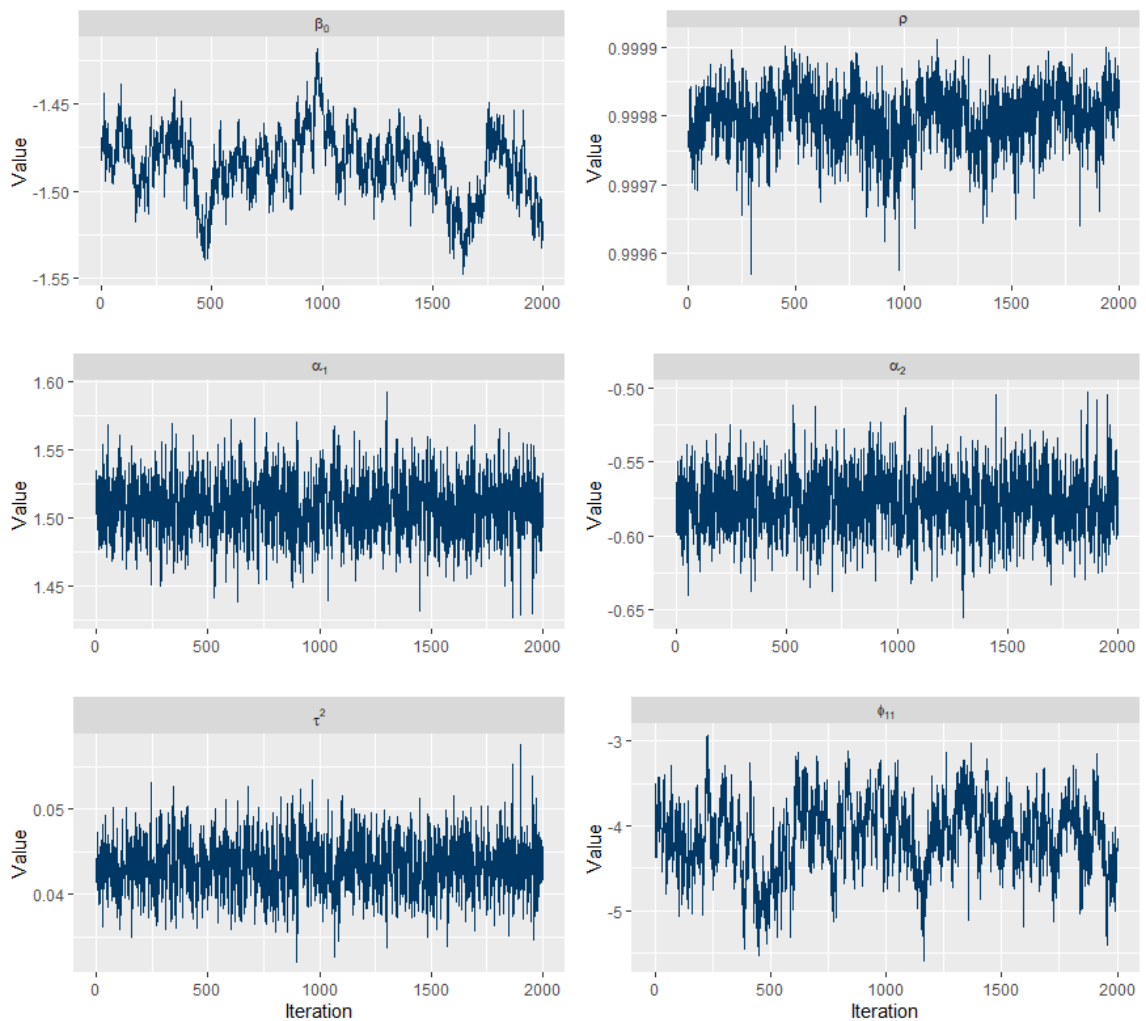 β₀
Value
-1.45
-1.50
-1.55
0 500 1000 1500 2000
ρ
Value
0.9999
0.9998
0.9997
0.9996
0 500 1000 1500 2000
α₁
Value
1.60
1.55
1.50
1.45
0 500 1000 1500 2000
α₂
Value
-0.50
-0.55
-0.60
-0.65
0 500 1000 1500 2000
τ²
Value
0.05
0.04
0 500 1000 1500 2000
Iteration
ϕ₁₁
Value
-3
-4
-5
0 500 1000 1500 2000
Iteration